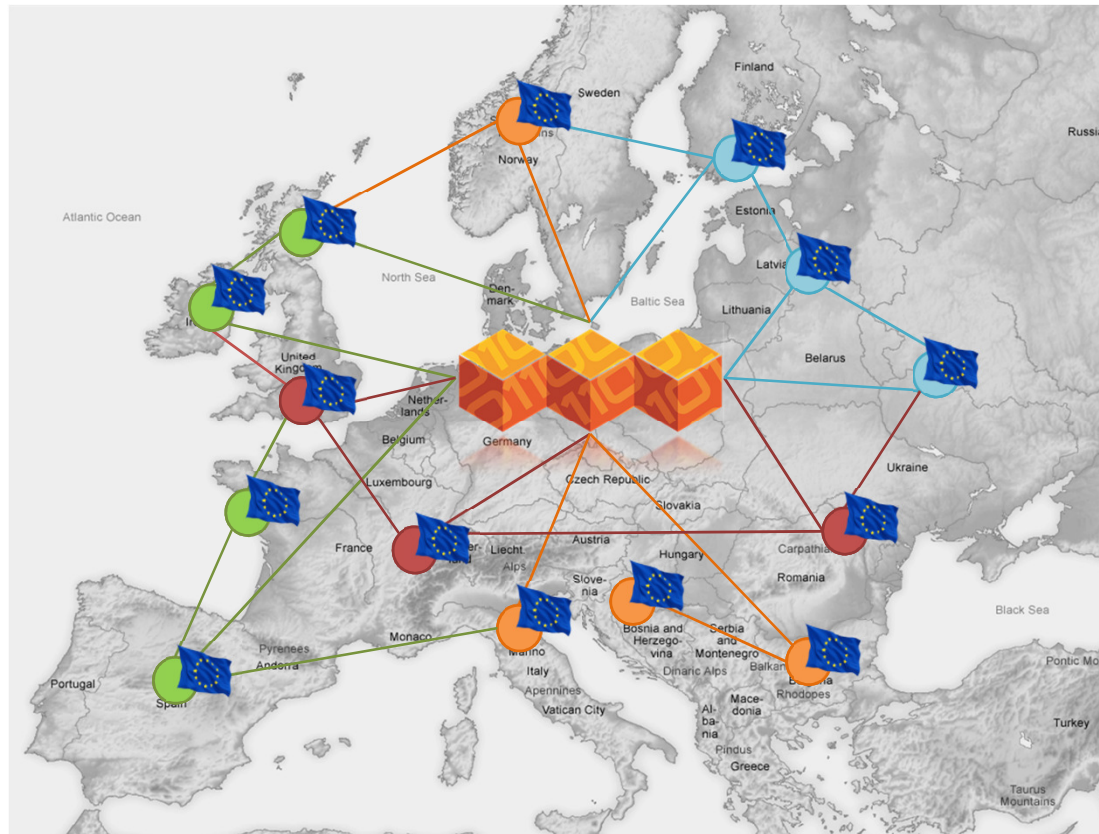 Finland
Sweden
Russia
Norway
Atlantic Ocean
Estonia
North Sea
Latvia
Den-
mark
Baltic Sea
Lithuania
United
Kingdom
Belarus
Nether-
lands
Belgium
Germany
Ukraine
Luxembourg
Czech Republic
Slovakia
France
Liecht
Austria
Alps
Hungary
Carpathia
Romania
Slove-
nia
Black Sea
Monaco
Bosnia and
Herzego-
vina
Serbia
and
Montenegro
Pyrenees
Andorra
Italy
Dinaric Alps
Balkan
Pontic Mo
Portugal
Spain
Apennines
Rhodopes
Vatican City
Mace-
donia
Al-
ba-
nia
Turkey
Pindus
Greece
Taurus
Mountains